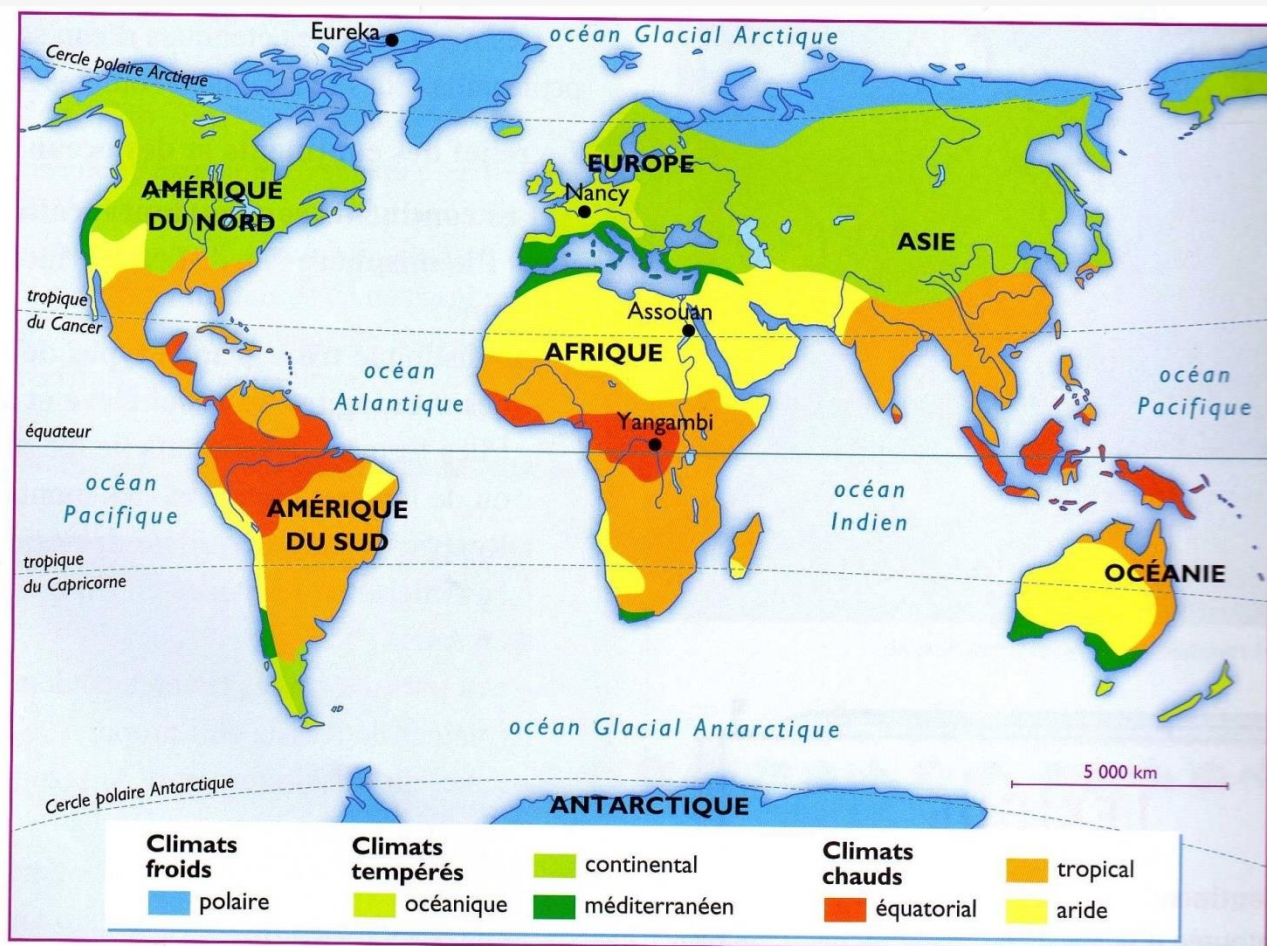 Eureka
océan Glacial Arctique
Cercle polaire Arctique
EUROPE
AMÉRIQUE
DU NORD
Nancy
ASIE
tropique
du Cancer
Assouan
AFRIQUE
océan
Atlantique
océan
Pacifique
Yangambi
équateur
océan
Pacifique
AMÉRIQUE
DU SUD
océan
Indien
tropique
du Capricorne
OCÉANIE
océan Glacial Antarctique
Cercle polaire Antarctique
ANTARCTIQUE
5 000 km
Climats
froids
polaire
Climats
tempérés
océanique
continental
méditerranéen
Climats
chauds
équatorial
tropical
aride